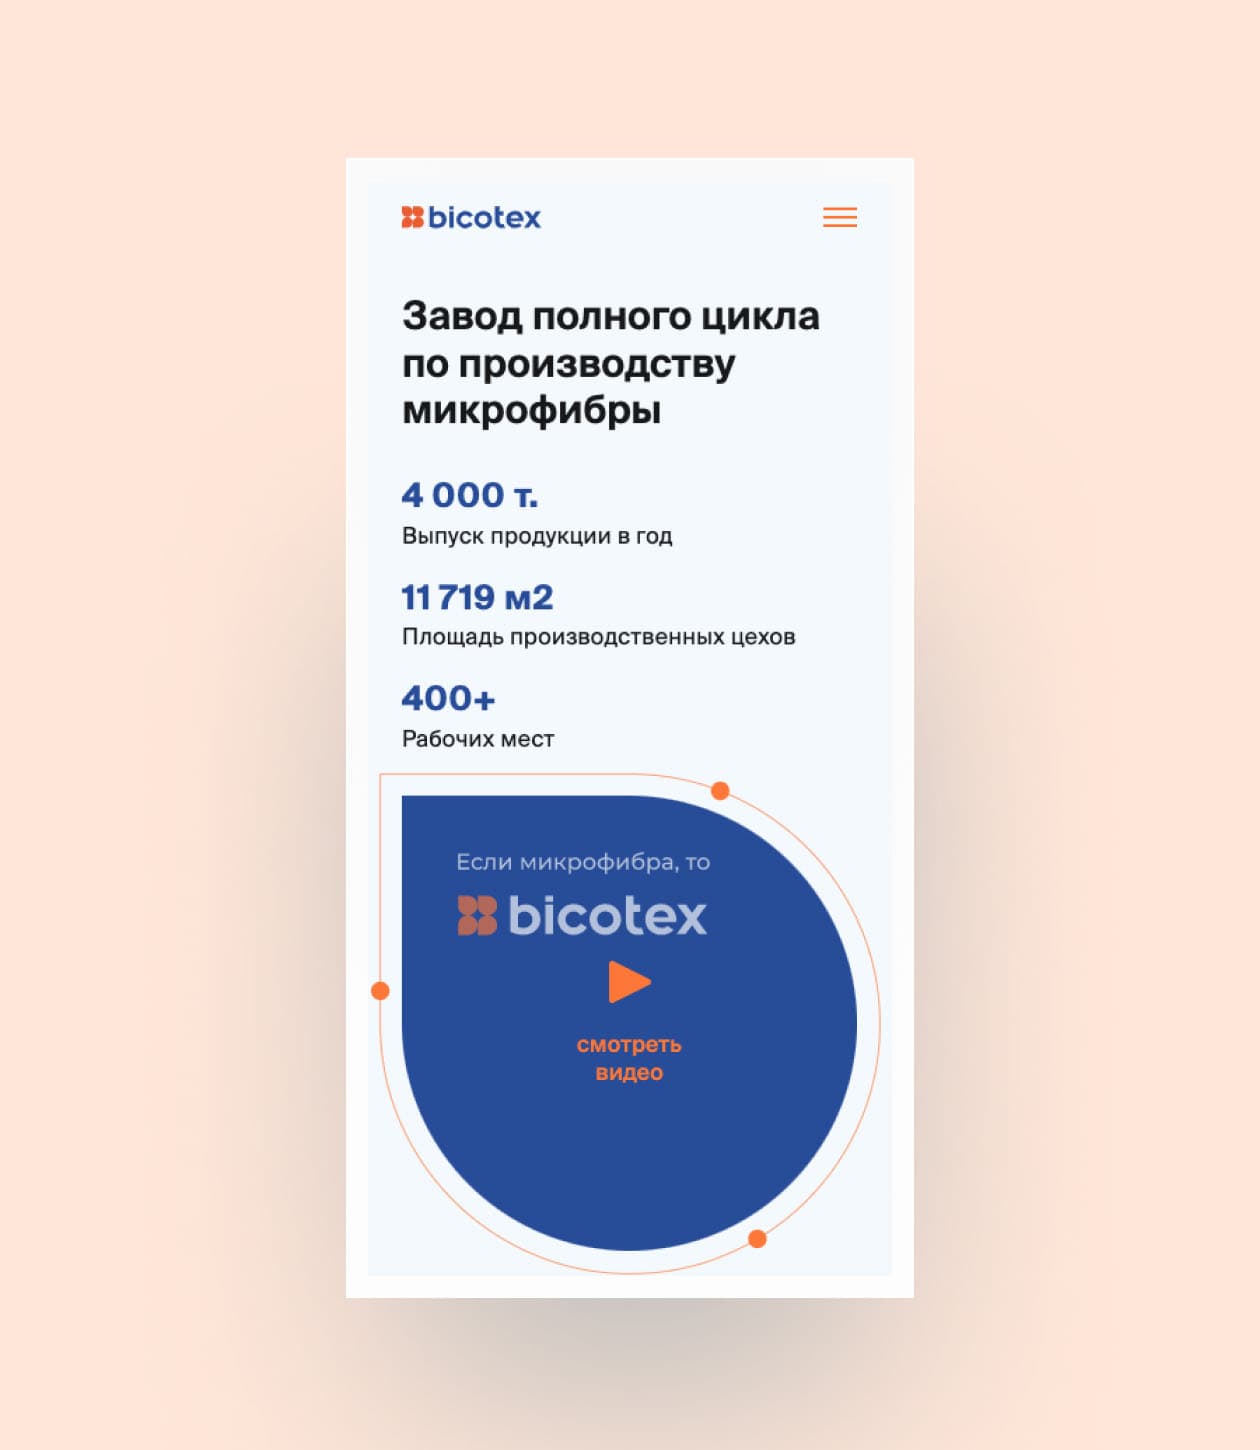 bicotex
Завод полного цикла
по производству
микрофибры
4 000 т.
Выпуск продукции в год
11 719 м2
Площадь производственных цехов
400+
Рабочих мест
Если микрофибра, то
bicotex
смотреть
видео